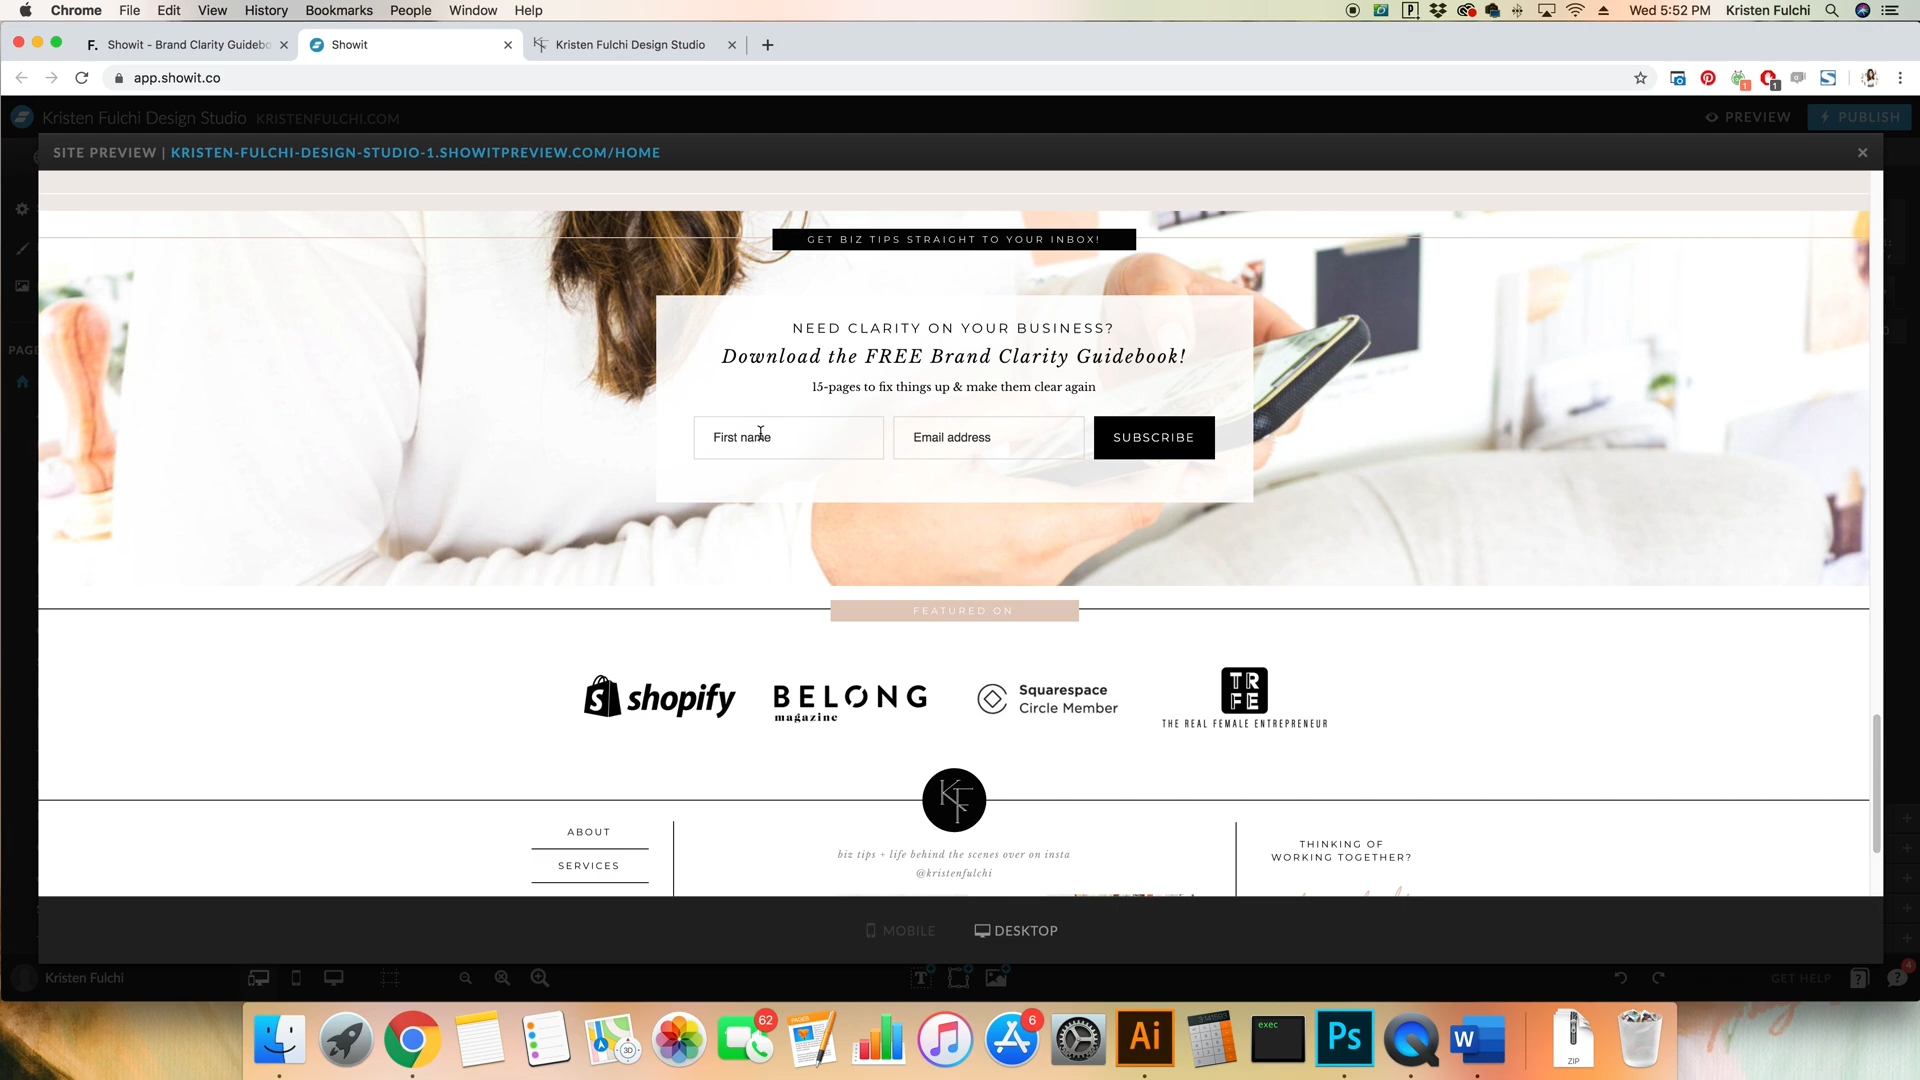 Chrome File Edit View History Bookmarks People Window Help
Wed 5:52 PM Kristen Fulchi
F. Showit - Brand Clarity Guidebo
Showit
Kristen Fulchi Design Studio
app.showit.co
Kristen Fulchi Design Studio KRISTENFULCHI.COM
PREVIEW
PUBLISH
SITE PREVIEW | KRISTEN-FULCHI-DESIGN-STUDIO-1.SHOWITPREVIEW.COM/HOME
GET BIZ TIPS STRAIGHT TO YOUR INBOX!
NEED CLARITY ON YOUR BUSINESS?
Download the FREE Brand Clarity Guidebook!
15-pages to fix things up & make them clear again
First name
Email address
SUBSCRIBE
PAGE
FEATURED ON
shopify
BELONG
magazine
Squarespace
Circle Member
TR
FE
THE REAL FEMALE ENTREPRENEUR
KF
ABOUT
SERVICES
biz tips + life behind the scenes over on insta
@kristenfulchi
THINKING OF
WORKING TOGETHER?
MOBILE
DESKTOP
Kristen Fulchi
GET HELP
4
62
PAGES
6
3D
Ai
exec
Ps
W
ZIP